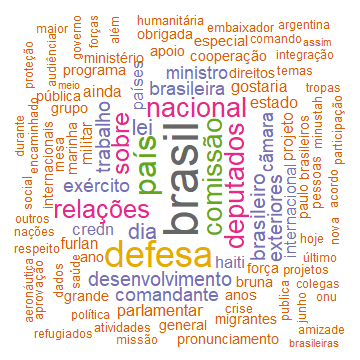 humanitária
maior
governo
forças
além
embaixador
argentina
obrigada
especial
comando
assim
proteção
audiência
ministério
apoio
cooperação
integração
programa
países
ministro
direitos
temas
meio
pública
ainda
brasileira
gostaria
tropas
durante
encaminhado
internacionais
grupo
mesa
marinha
militar
trabalho
sobre
lei
nacional
estado
minustah
participação
país
brasil
comissão
deputados
câmara
projeto
paulo
brasileiros
pessoas
acordo
social
exército
brasileiro
exteriores
internacional
nova
outros
relações
nações
credn
dia
hoje
respeito
furlan
defesa
haiti
força
último
aeronáutica
aprovação
dados
saúde
ano
desenvolvimento
bruna
projetos
grande
comandante
anos
publica
junho
colegas
onu
política
parlamentar
crise
migrantes
refugiados
atividades
general
amizade
missão
pronunciamento
brasileiras